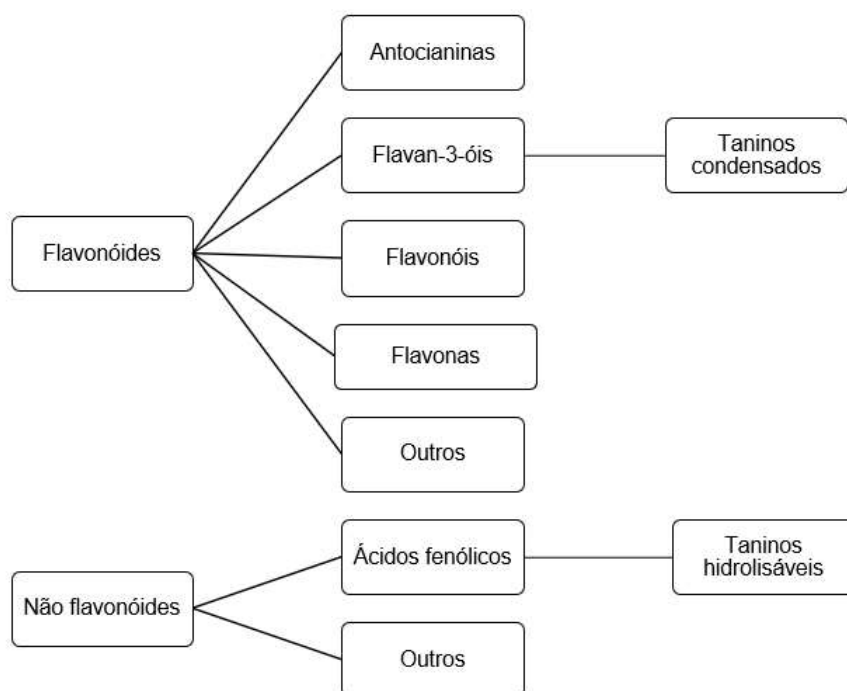 Antocianinas
Flavan-3-óis
Taninos
condensados
Flavonóides
Flavonóis
Flavonas
Outros
Ácidos fenólicos
Taninos
hidrolisáveis
Não flavonóides
Outros